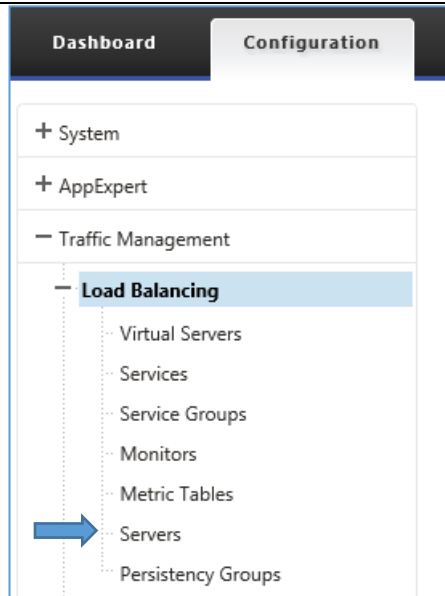 Dashboard Configuration
+ System
+ AppExpert
− Traffic Management
− Load Balancing
Virtual Servers
Services
Service Groups
Monitors
Metric Tables
Servers
Persistency Groups